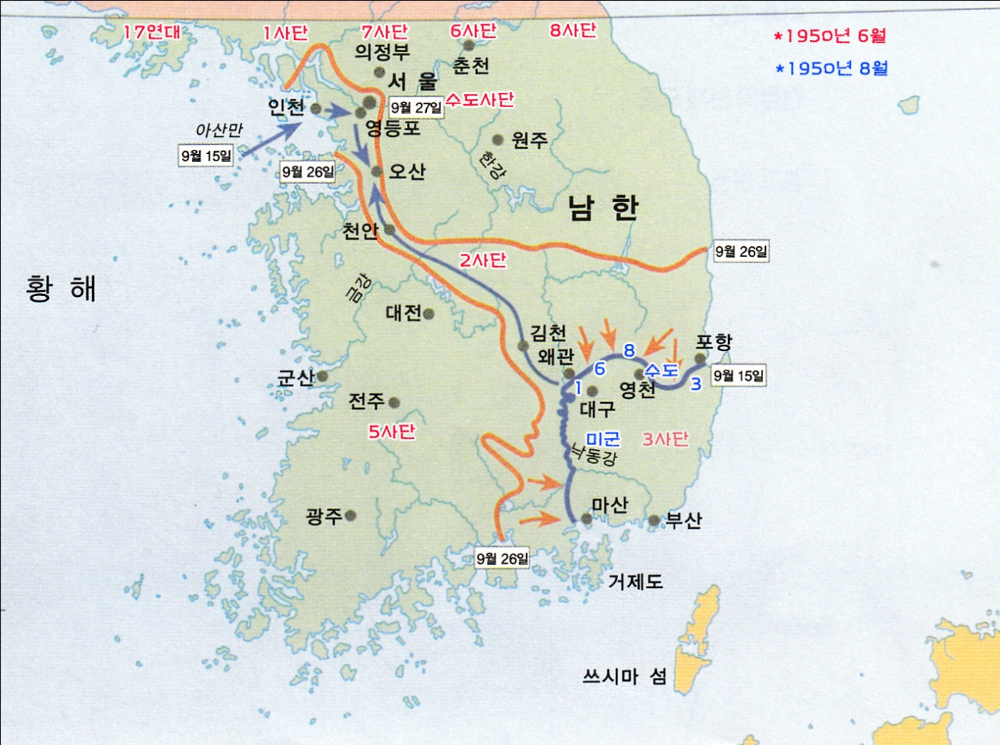 17연대
1사단
7사단
6사단
8사단
*1950년 6월
의정부
춘천
*1950년 8월
서 울
인천
9월 27일
수도사단
아산만
영등포
원주
9월 15일
한강
9월 26일
오산
남 한
천안
9월 26일
2사단
황 해
금강
대전
김천
포항
왜관
8
6
수도
9월 15일
군산
1
영천
3
전주
대구
5사단
미군
3사단
낙동강
광주
마산
부산
9월 26일
거제도
쓰시마 섬